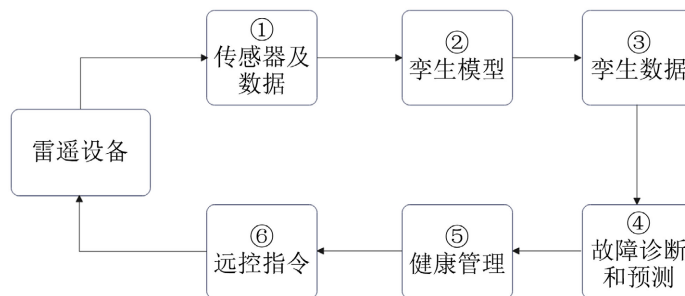 ①
传感器及
数据
②
孪生模型
③
孪生数据
雷遥设备
⑥
远控指令
⑤
健康管理
④
故障诊断
和预测